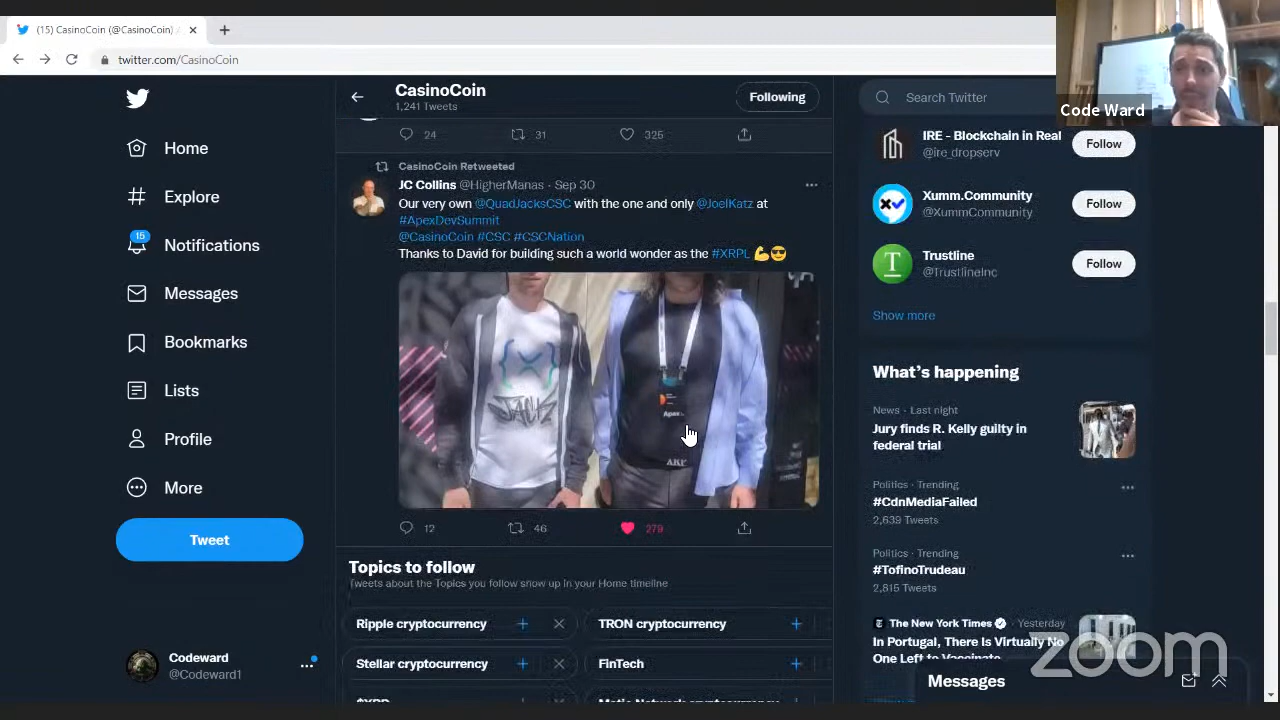 (15) CasinoCoin (@CasinoCoin)
twitter.com/CasinoCoin
Code Ward
Home
Explore
15
Notifications
Messages
Bookmarks
Lists
Profile
More
Tweet
Codeward
@Codeward1
CasinoCoin
1,241 Tweets
Following
24
31
325
CasinoCoin Retweeted
JC Collins @HigherManas · Sep 30
Our very own @QuadJacksCSC with the one and only @JoelKatz at
#ApexDevSummit
@CasinoCoin #CSC #CSCNation
Thanks to David for building such a world wonder as the #XRPL
Apex
12
46
279
Topics to follow
Tweets about the Topics you follow show up in your Home timeline
Ripple cryptocurrency
TRON cryptocurrency
Stellar cryptocurrency
FinTech
$XRP
Matic Network cryptocurrency
Search Twitter
IRE - Blockchain in Real
@ire_dropserv
Follow
Xumm.Community
@XummCommunity
Follow
Trustline
@TrustlineInc
Follow
Show more
What's happening
News · Last night
Jury finds R. Kelly guilty in
federal trial
Politics · Trending
#CdnMediaFailed
2,639 Tweets
Politics · Trending
#TofinoTrudeau
2,815 Tweets
The New York Times · Yesterday
In Portugal, There Is Virtually No
One Left to Vaccinate
Messages
zoom